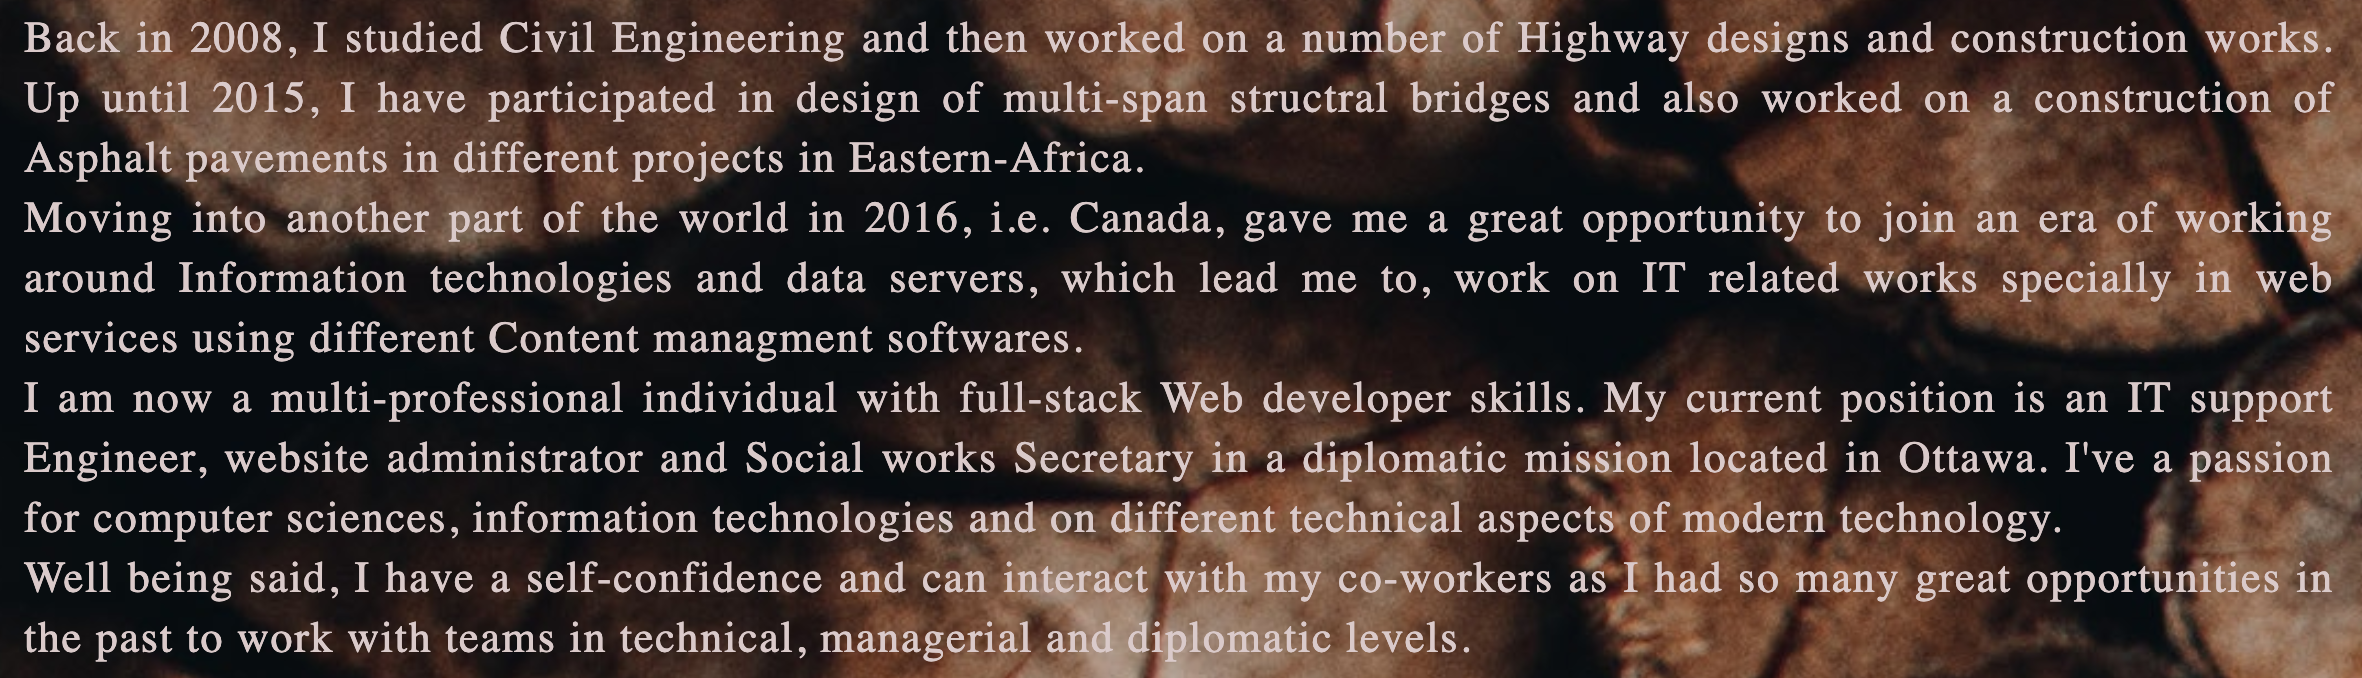 Back in 2008, I studied Civil Engineering and then worked on a number of Highway designs and construction works.
Up until 2015, I have participated in design of multi-span structral bridges and also worked on a construction of
Asphalt pavements in different projects in Eastern-Africa.
Moving into another part of the world in 2016, i.e. Canada, gave me a great opportunity to join an era of working
around Information technologies and data servers, which lead me to, work on IT related works specially in web
services using different Content managment softwares.
I am now a multi-professional individual with full-stack Web developer skills. My current position is an IT support
Engineer, website administrator and Social works Secretary in a diplomatic mission located in Ottawa. I've a passion
for computer sciences, information technologies and on different technical aspects of modern technology.
Well being said, I have a self-confidence and can interact with my co-workers as I had so many great opportunities in
the past to work with teams in technical, managerial and diplomatic levels.